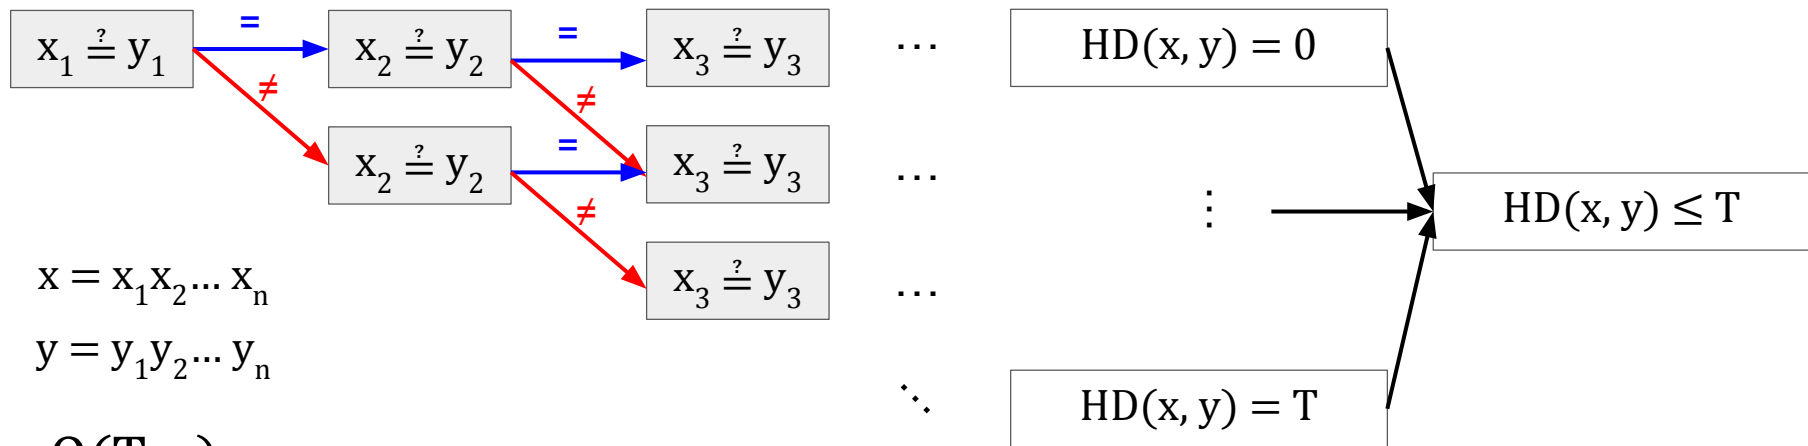 x₁ ≟ y₁ = x₂ ≟ y₂ = x₃ ≟ y₃ ... HD(x, y) = 0
≠ ≠
x₂ ≟ y₂ = x₃ ≟ y₃ ... ⋮ HD(x, y) ≤ T
≠
x₃ ≟ y₃ ...
x = x₁x₂... xₙ
y = y₁y₂... yₙ
⋱ HD(x, y) = T